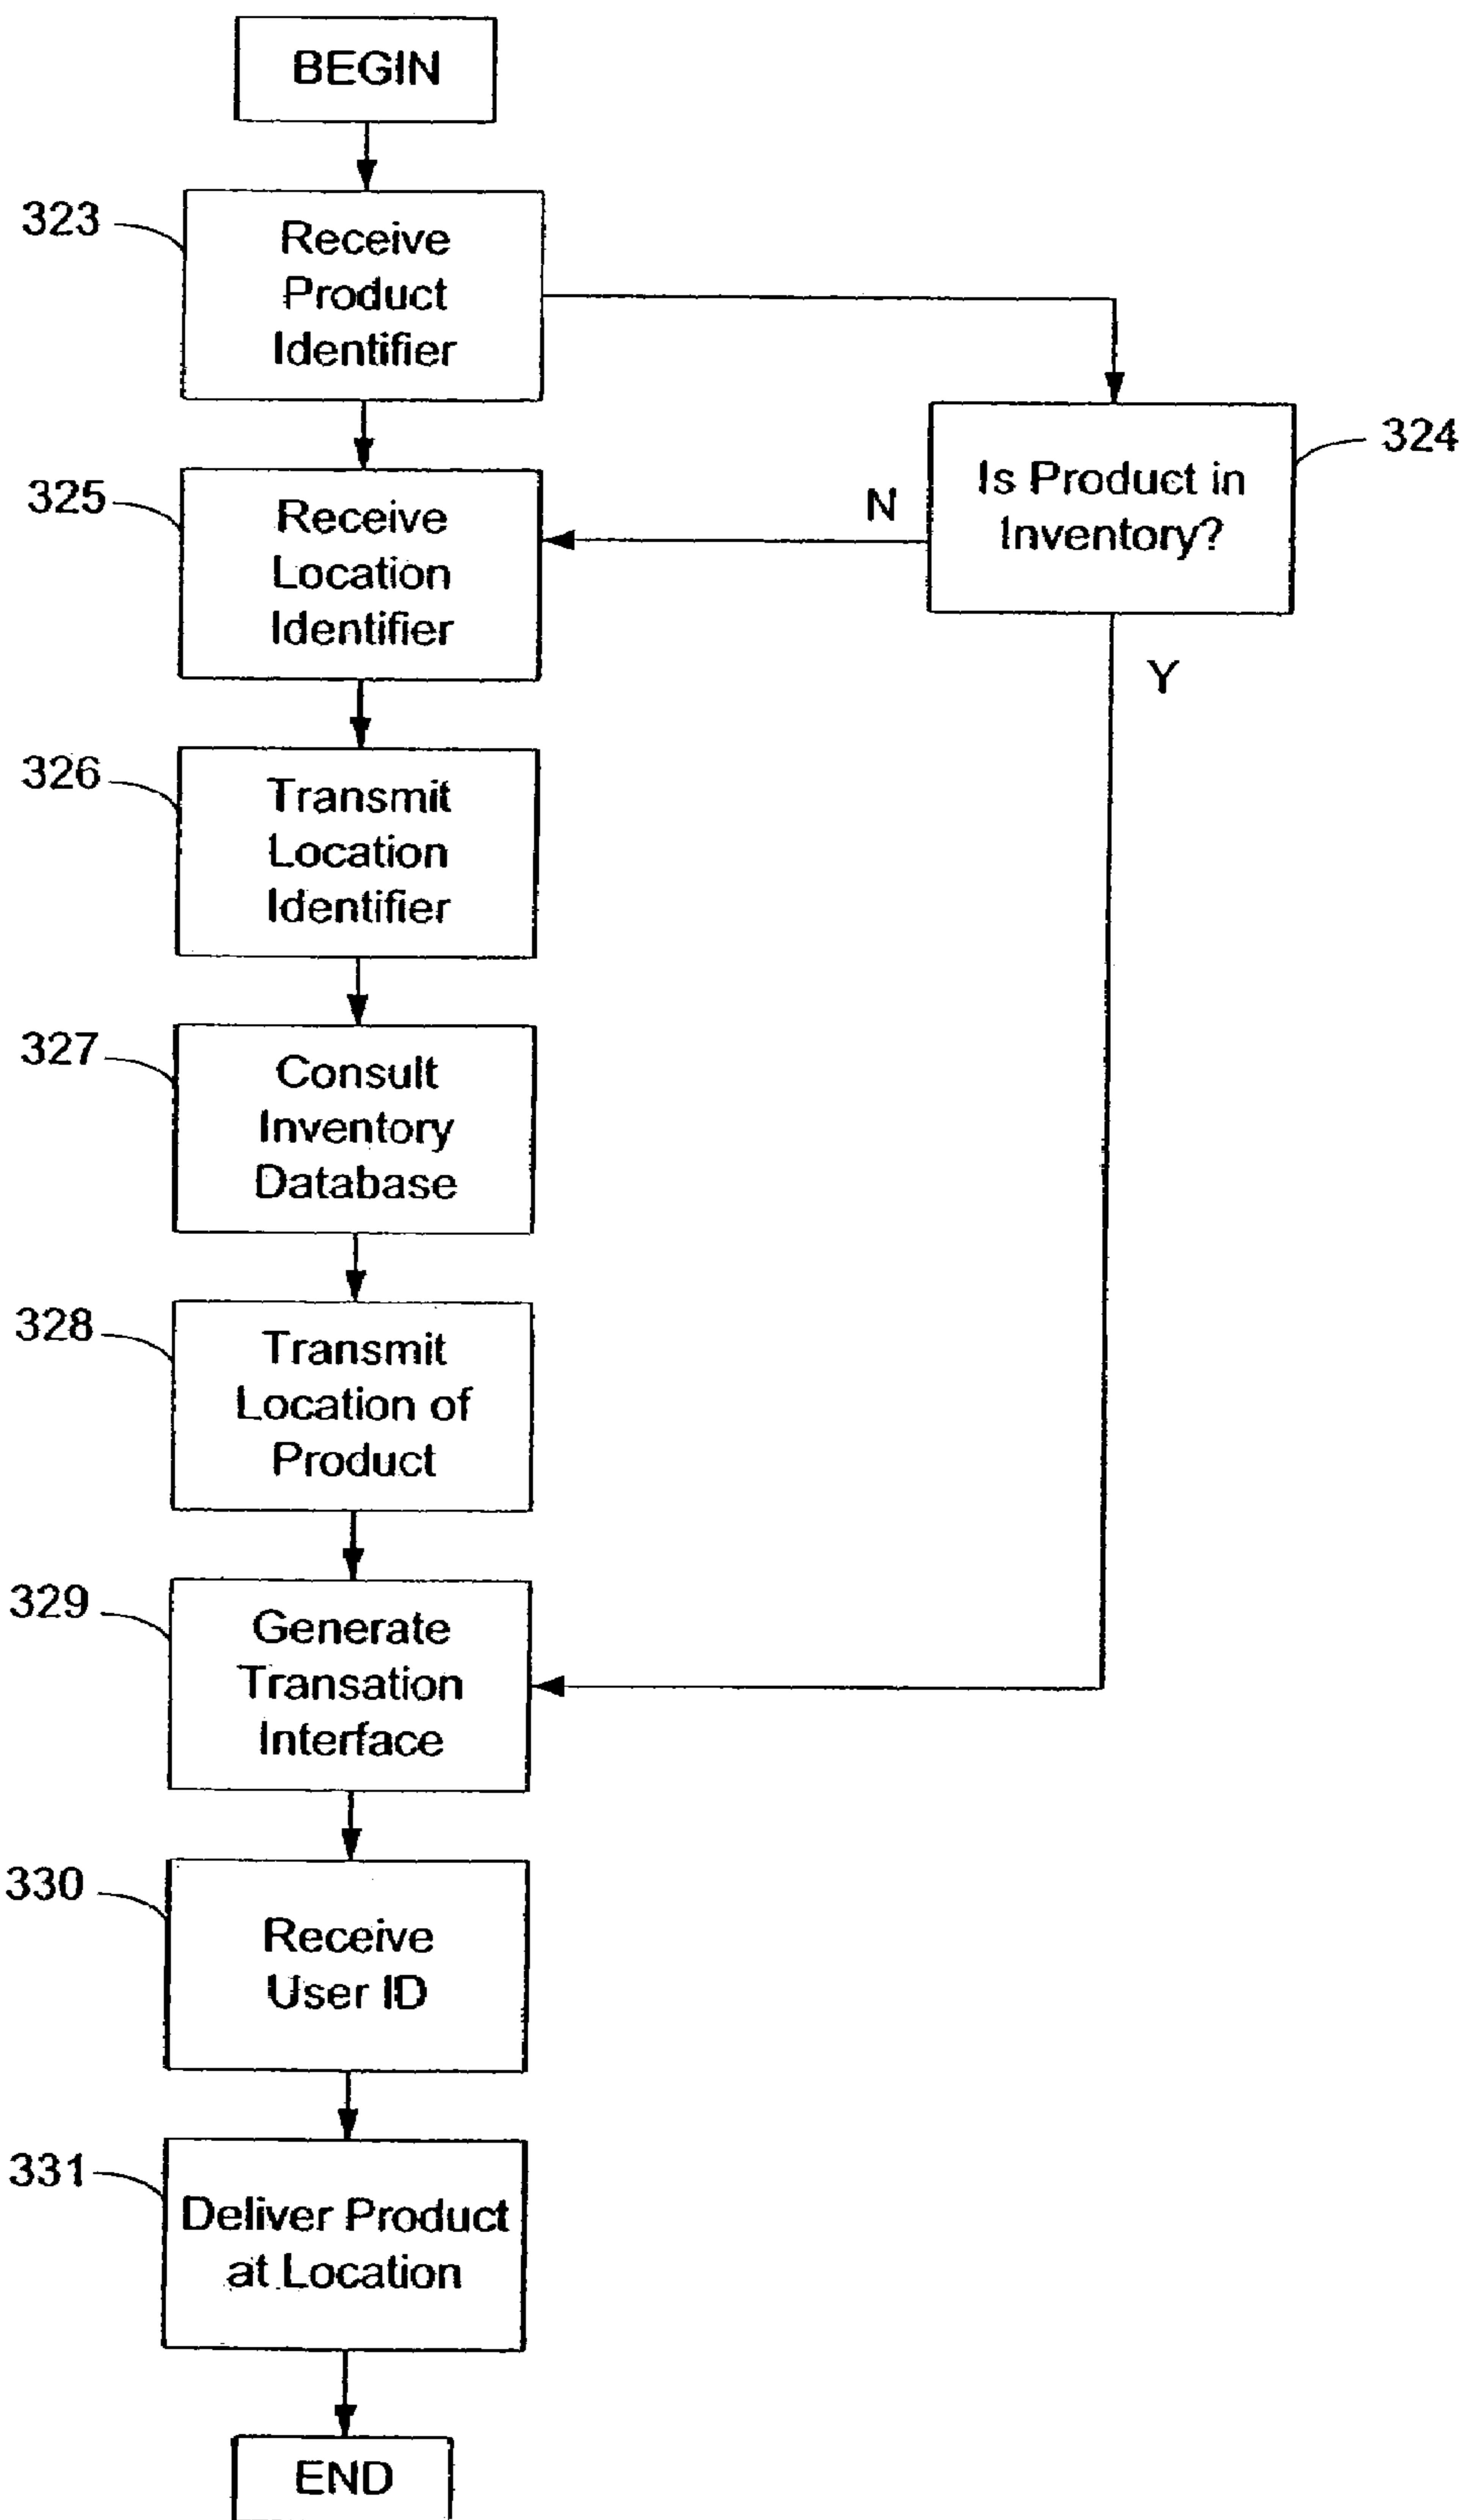 BEGIN
323
Receive
Product
Identifier
324
Is Product in
Inventory?
N
Y
325
Receive
Location
Identifier
326
Transmit
Location
Identifier
327
Consult
Inventory
Database
328
Transmit
Location of
Product
329
Generate
Transation
Interface
330
Receive
User ID
331
Deliver Product
at Location
END